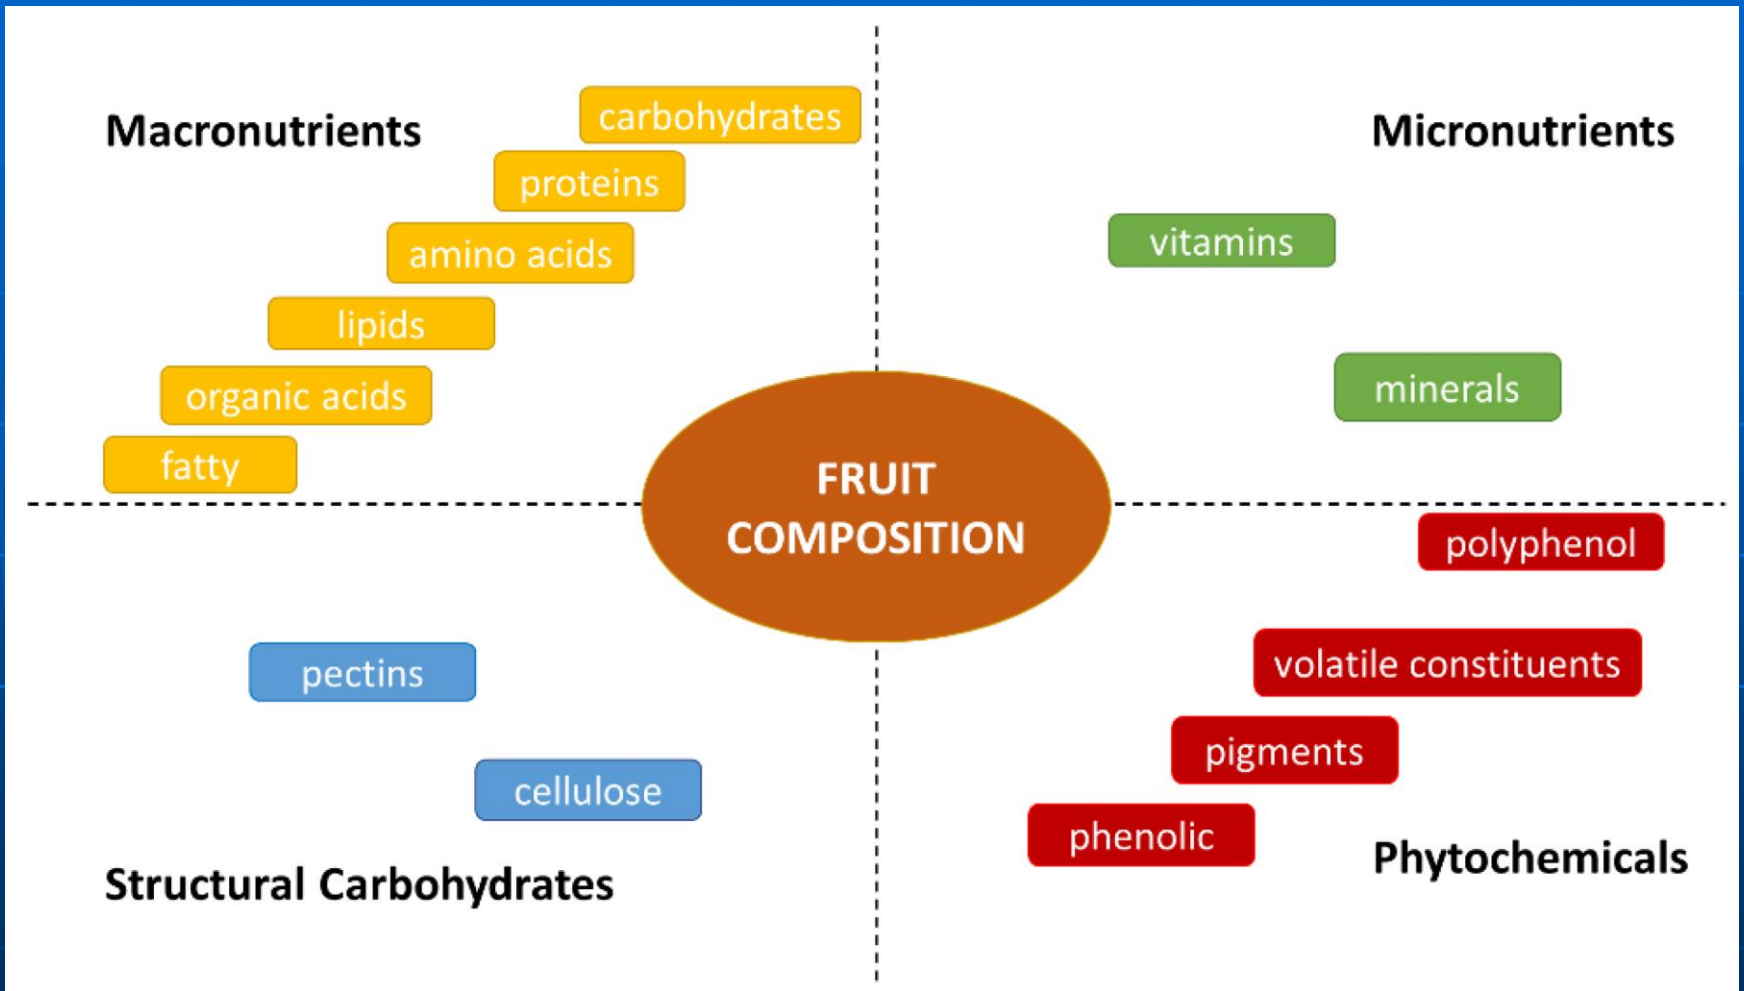 Macronutrients
carbohydrates
proteins
amino acids
lipids
organic acids
fatty
Micronutrients
vitamins
minerals
FRUIT
COMPOSITION
pectins
cellulose
Structural Carbohydrates
polyphenol
volatile constituents
pigments
phenolic
Phytochemicals